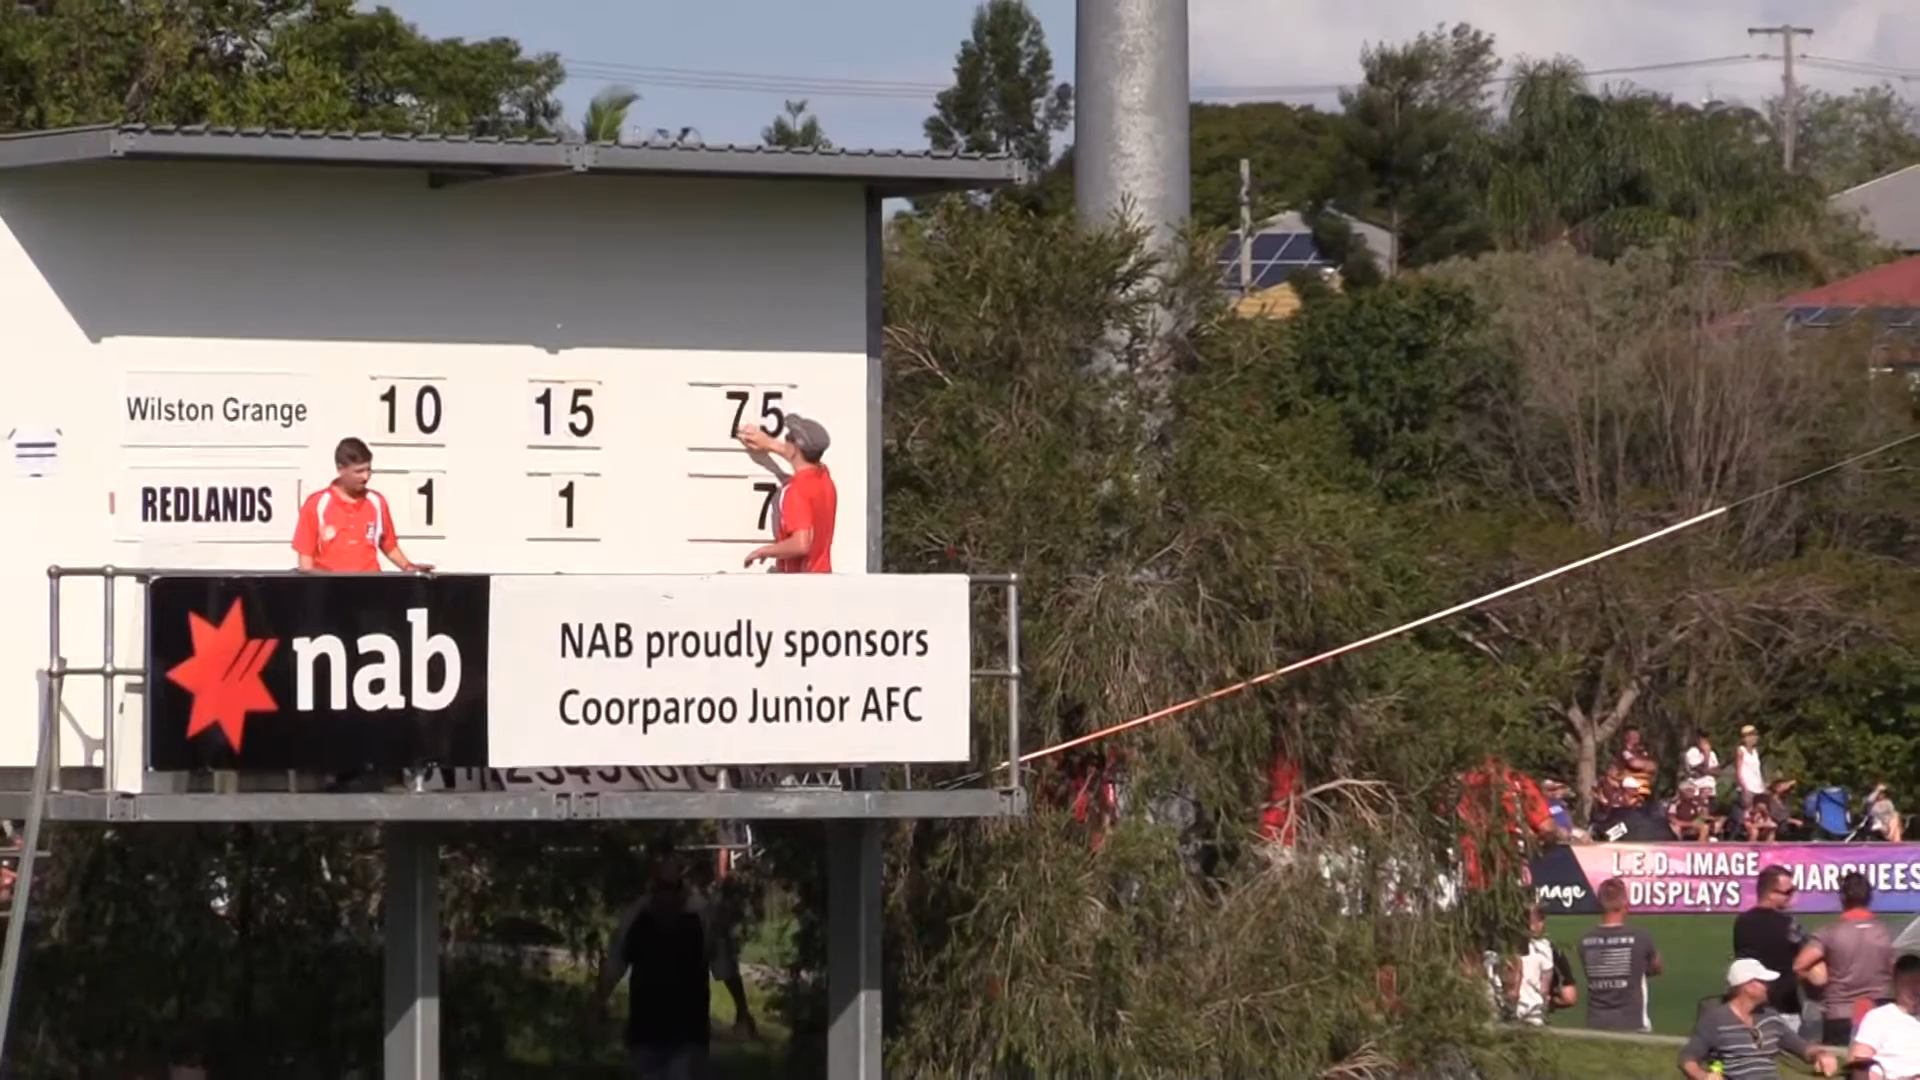 Wilston Grange 10 15 75
REDLANDS 1 1 7
nab
NAB proudly sponsors
Coorparoo Junior AFC
L.E.D. IMAGE
DISPLAYS
MARQUEES